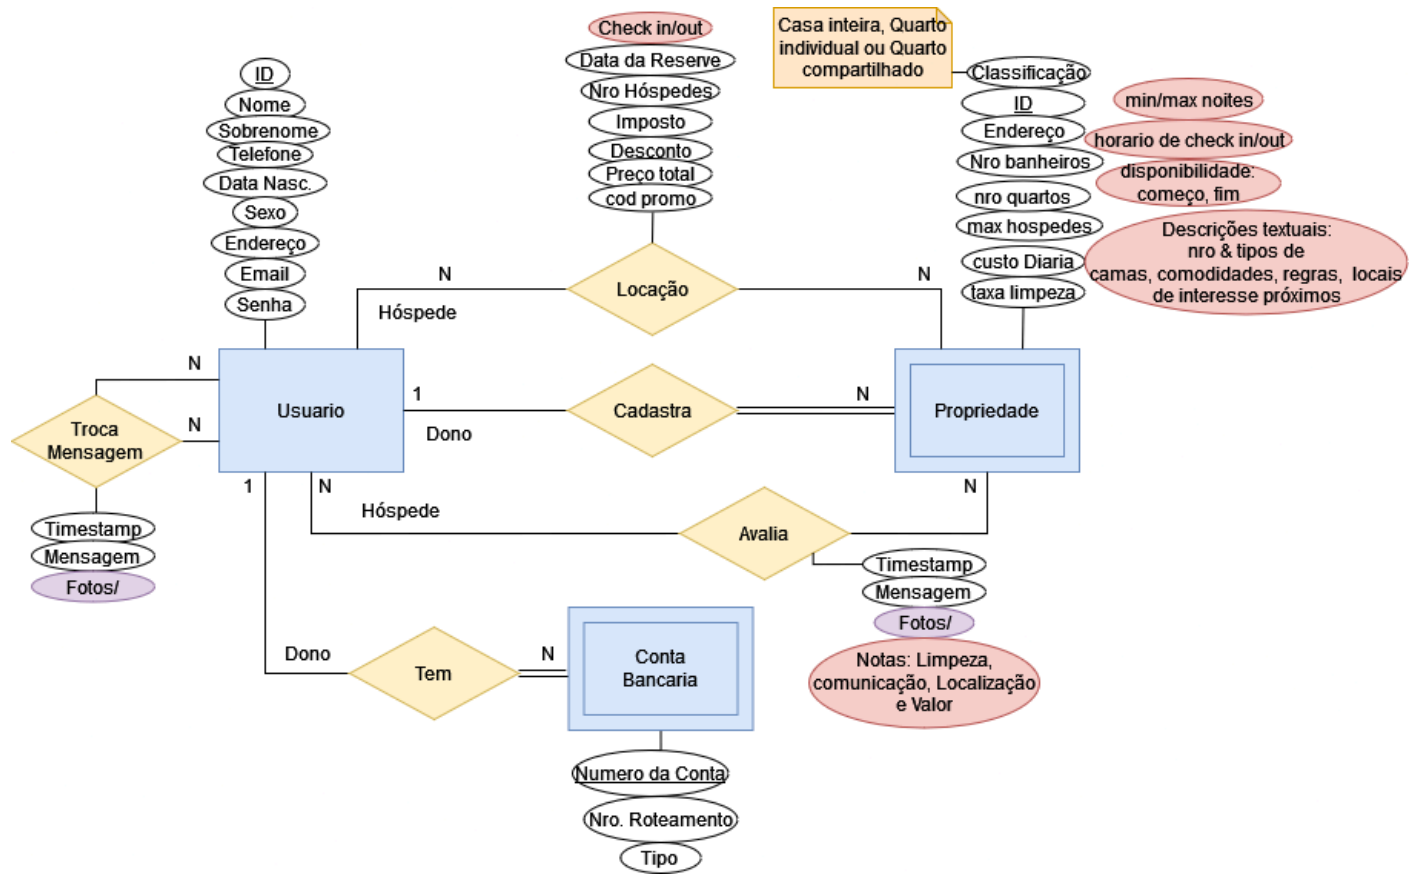 Check in/out
Data da Reserve
Nro Hóspedes
Imposto
Desconto
Preço total
cod promo
Casa inteira, Quarto
individual ou Quarto
compartilhado
Classificação
ID
Endereço
Nro banheiros
nro quartos
max hospedes
custo Diaria
taxa limpeza
min/max noites
horario de check in/out
disponibilidade:
começo, fim
Descrições textuais:
nro & tipos de
camas, comodidades, regras, locais
de interesse próximos
ID
Nome
Sobrenome
Telefone
Data Nasc.
Sexo
Endereço
Email
Senha
N
Locação
N
Hóspede
N
Usuario
1
Cadastra
N
Propriedade
Dono
Troca
Mensagem
N
1
N
Hóspede
N
Avalia
Timestamp
Mensagem
Fotos/
Timestamp
Mensagem
Fotos/
Notas: Limpeza,
comunicação, Localização
e Valor
Dono
Tem
N
Conta
Bancaria
Numero da Conta
Nro. Roteamento
Tipo